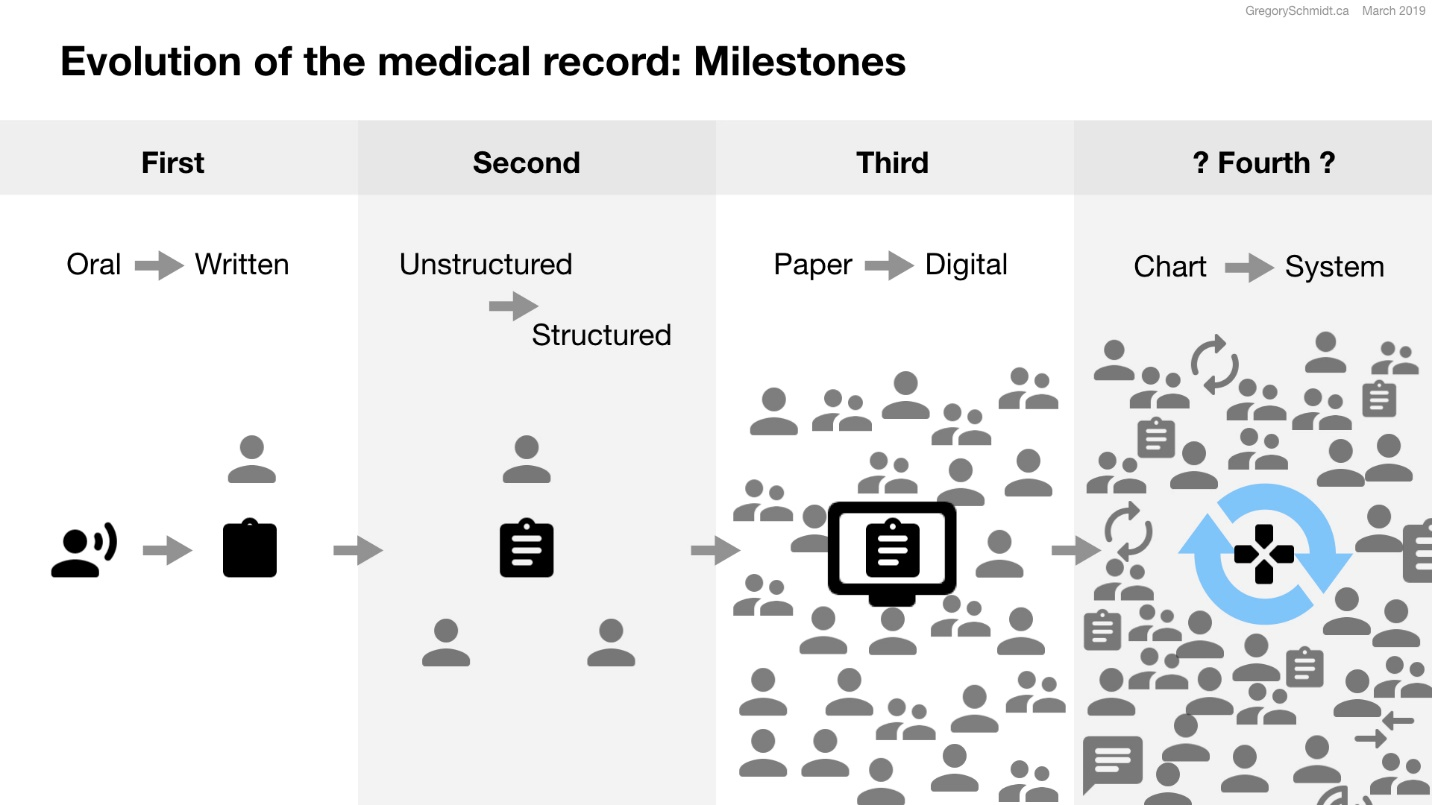 GregorySchmidt.ca March 2019
Evolution of the medical record: Milestones
First
Second
Third
? Fourth ?
Oral Written
Unstructured
Structured
Paper Digital
Chart System